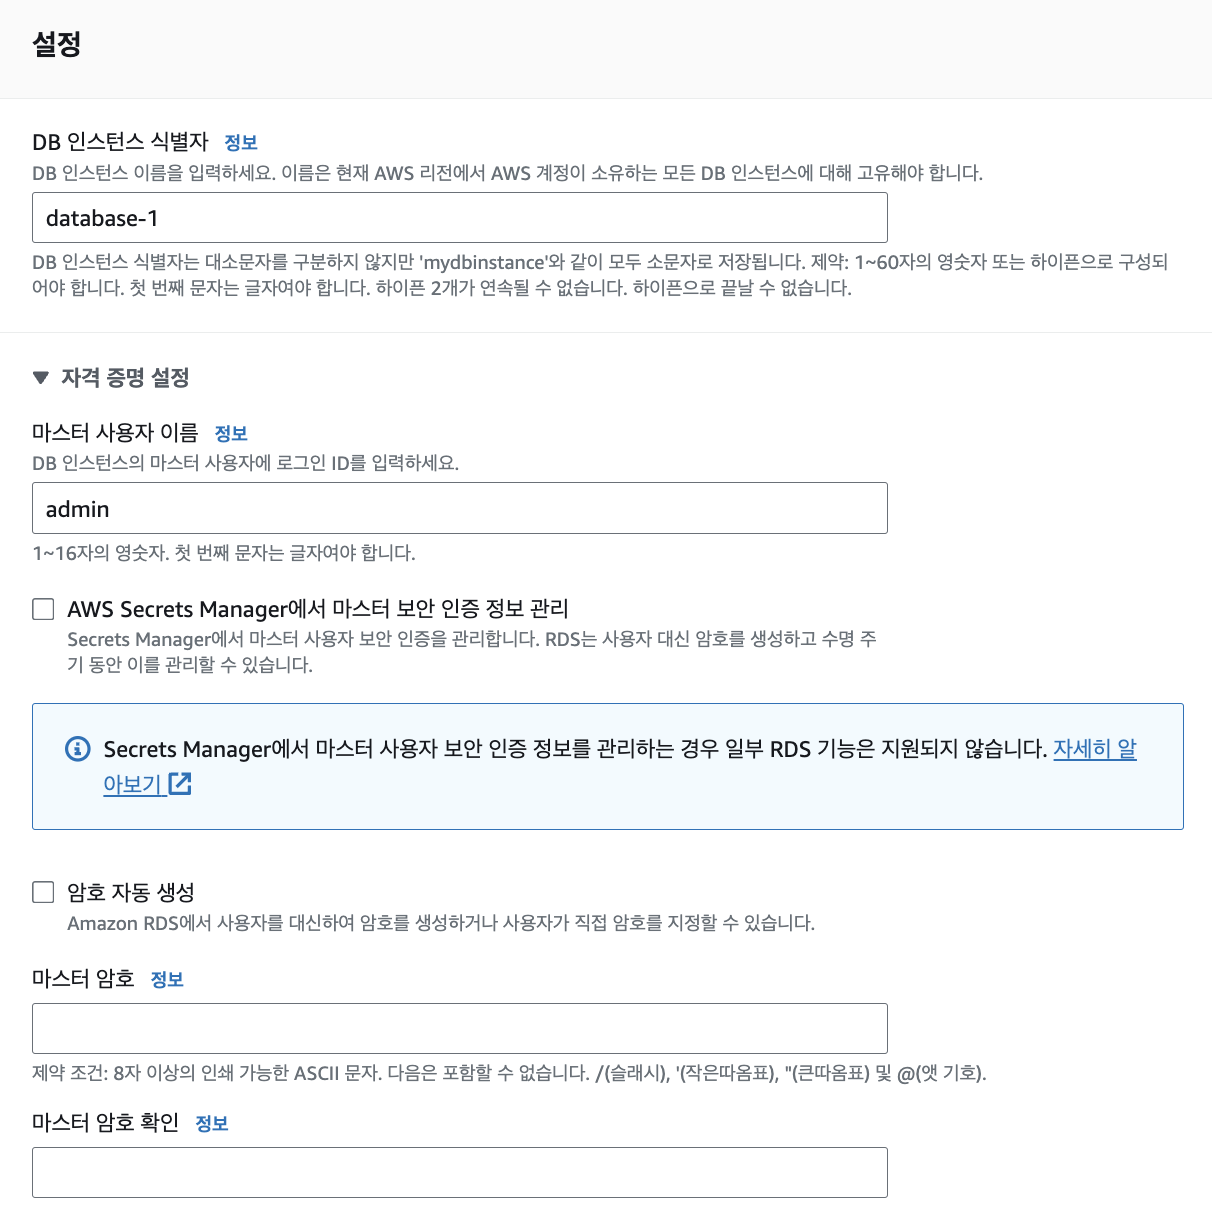 설정
DB 인스턴스 식별자 정보
DB 인스턴스 이름을 입력하세요. 이름은 현재 AWS 리전에서 AWS 계정이 소유하는 모든 DB 인스턴스에 대해 고유해야 합니다.
database-1
DB 인스턴스 식별자는 대소문자를 구분하지 않지만 'mydbinstance'와 같이 모두 소문자로 저장됩니다. 제약: 1~60자의 영숫자 또는 하이픈으로 구성되
어야 합니다. 첫 번째 문자는 글자여야 합니다. 하이픈 2개가 연속될 수 없습니다. 하이픈으로 끝날 수 없습니다.
자격 증명 설정
마스터 사용자 이름 정보
DB 인스턴스의 마스터 사용자에 로그인 ID를 입력하세요.
admin
1~16자의 영숫자. 첫 번째 문자는 글자여야 합니다.
AWS Secrets Manager에서 마스터 보안 인증 정보 관리
Secrets Manager에서 마스터 사용자 보안 인증을 관리합니다. RDS는 사용자 대신 암호를 생성하고 수명 주
기 동안 이를 관리할 수 있습니다.
Secrets Manager에서 마스터 사용자 보안 인증 정보를 관리하는 경우 일부 RDS 기능은 지원되지 않습니다. 자세히 알
아보기
암호 자동 생성
Amazon RDS에서 사용자를 대신하여 암호를 생성하거나 사용자가 직접 암호를 지정할 수 있습니다.
마스터 암호 정보
제약 조건: 8자 이상의 인쇄 가능한 ASCII 문자. 다음은 포함할 수 없습니다. /(슬래시), '(작은따옴표), "(큰따옴표) 및 @(앳 기호).
마스터 암호 확인 정보